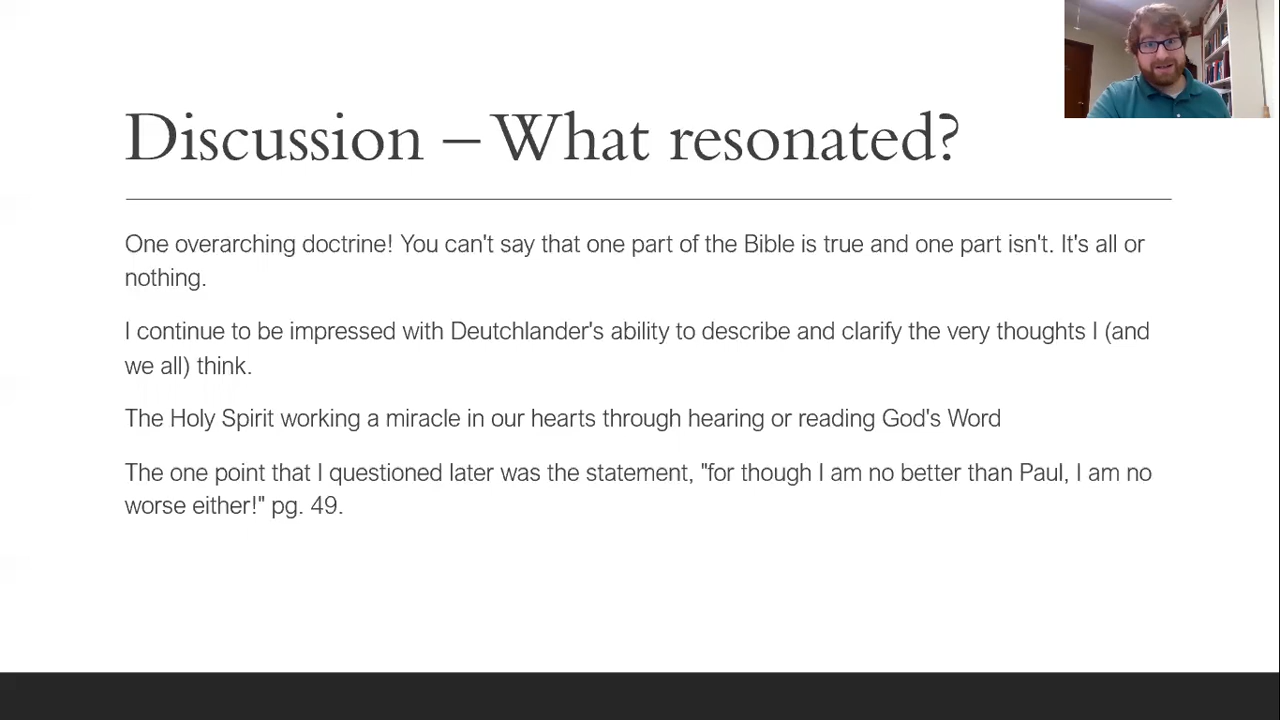 Discussion – What resonated?
One overarching doctrine! You can't say that one part of the Bible is true and one part isn't. It's all or
nothing.
I continue to be impressed with Deutchlander's ability to describe and clarify the very thoughts I (and
we all) think.
The Holy Spirit working a miracle in our hearts through hearing or reading God's Word
The one point that I questioned later was the statement, "for though I am no better than Paul, I am no
worse either!" pg. 49.